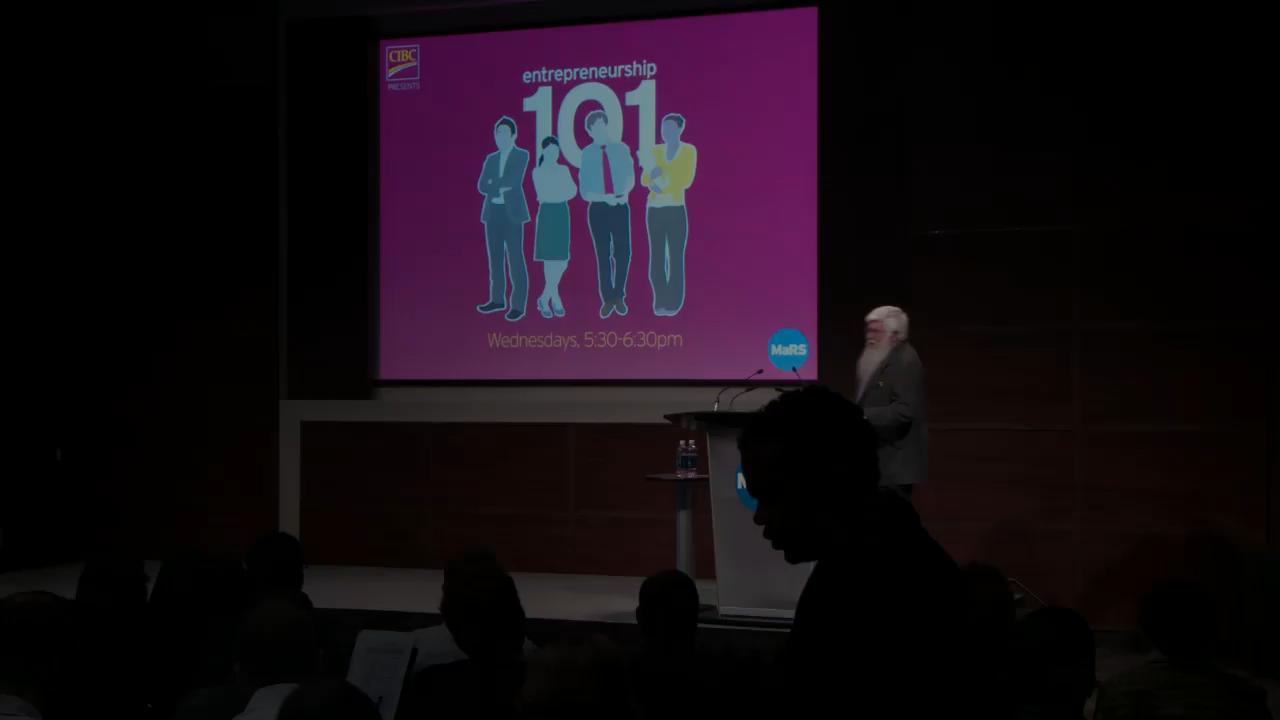 CIBC
PRESENTS
entrepreneurship
101
Wednesdays, 5:30-6:30pm
MaRS